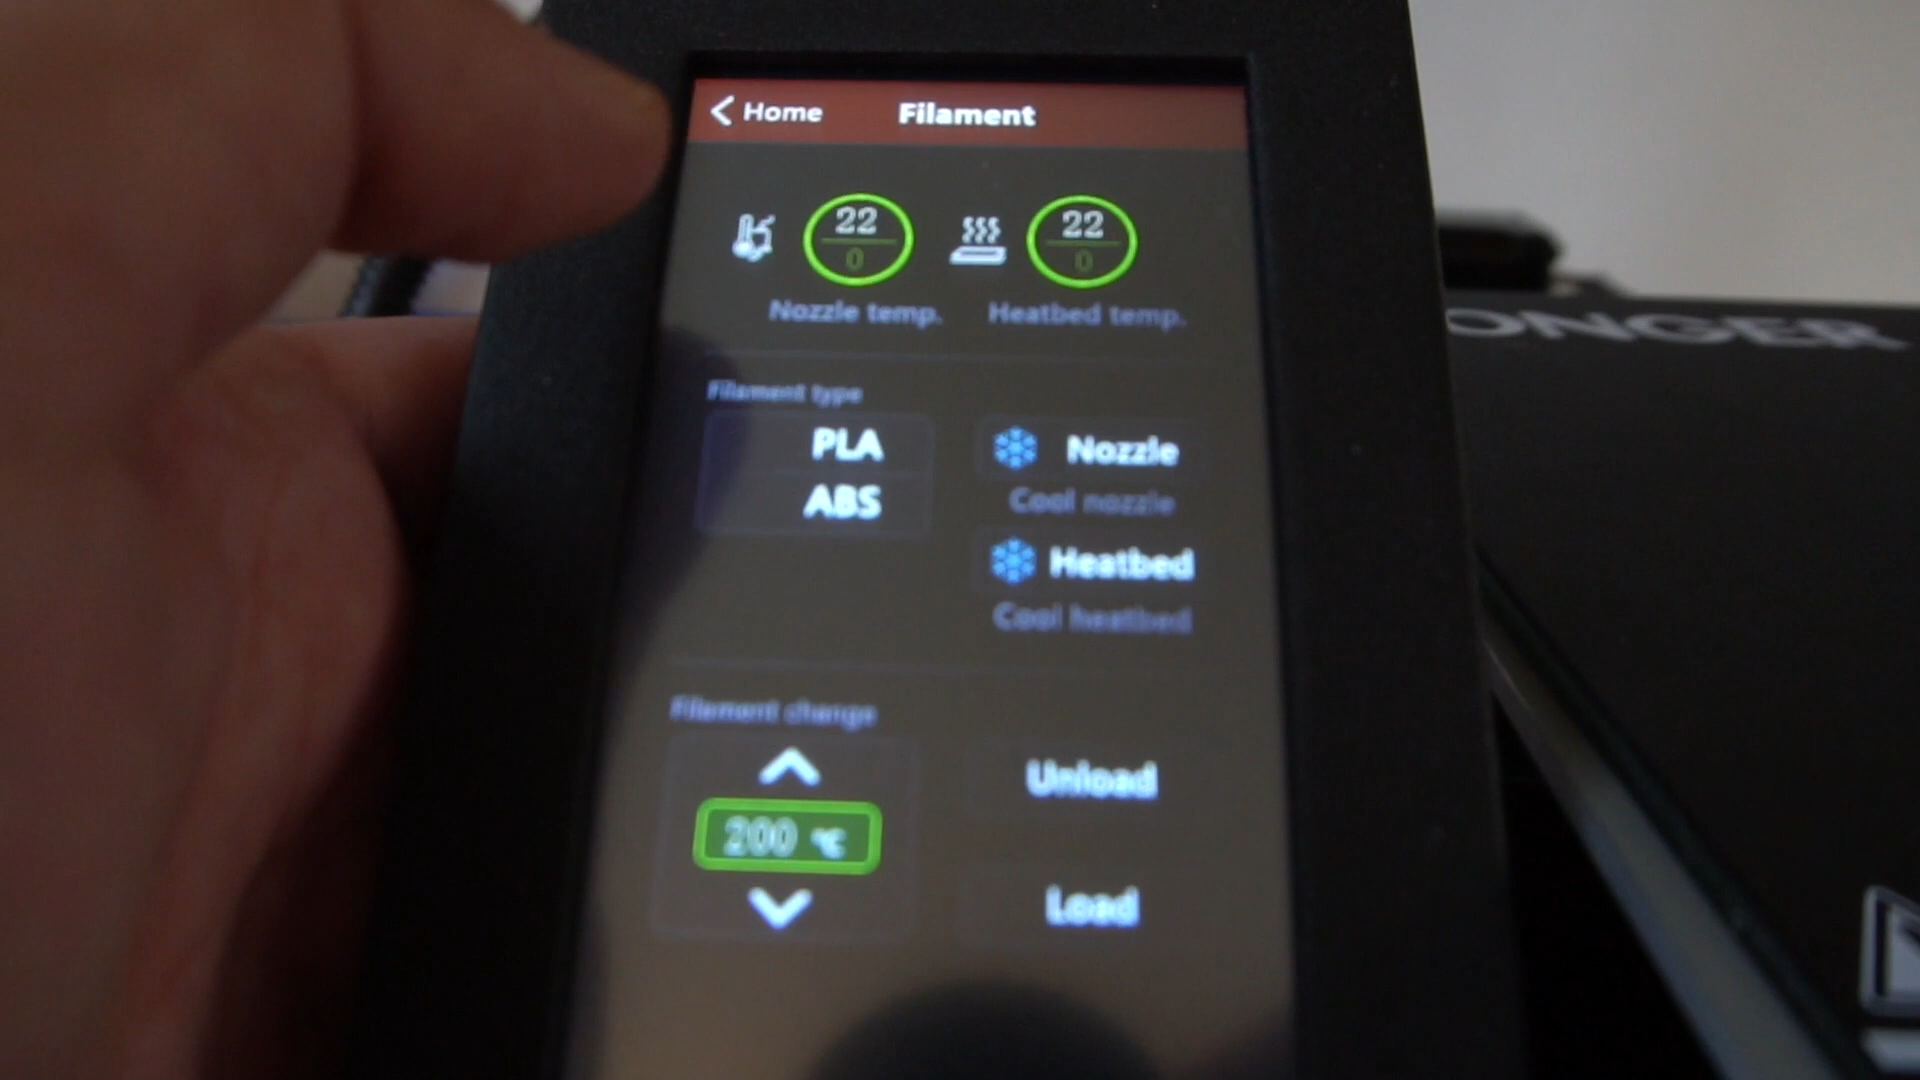 Home Filament
22 22
0 0
Nozzle temp. Heatbed temp.
Filament type
PLA
ABS
Nozzle
Cool nozzle
Heatbed
Cool heatbed
Filament change
200 °C
Unload
Load
ONGER